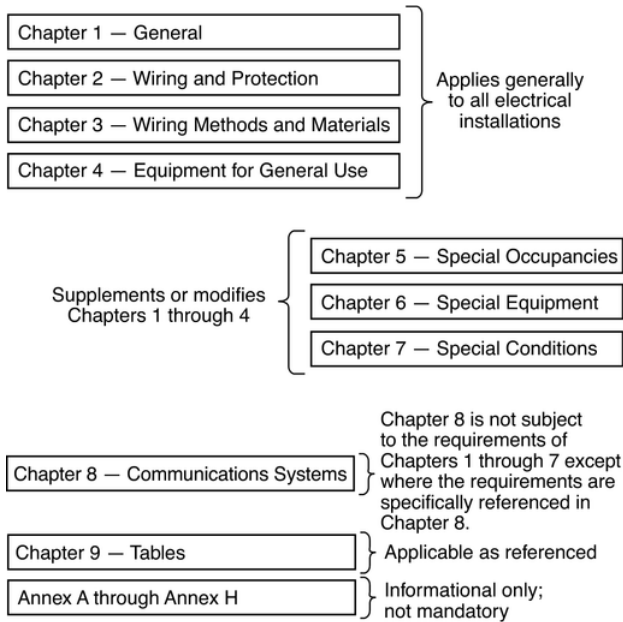 Chapter 1 — General
Chapter 2 — Wiring and Protection
Chapter 3 — Wiring Methods and Materials
Chapter 4 — Equipment for General Use
Applies generally
to all electrical
installations
Supplements or modifies
Chapters 1 through 4
Chapter 5 — Special Occupancies
Chapter 6 — Special Equipment
Chapter 7 — Special Conditions
Chapter 8 — Communications Systems
Chapter 8 is not subject
to the requirements of
Chapters 1 through 7 except
where the requirements are
specifically referenced in
Chapter 8.
Chapter 9 — Tables
Applicable as referenced
Annex A through Annex H
Informational only;
not mandatory